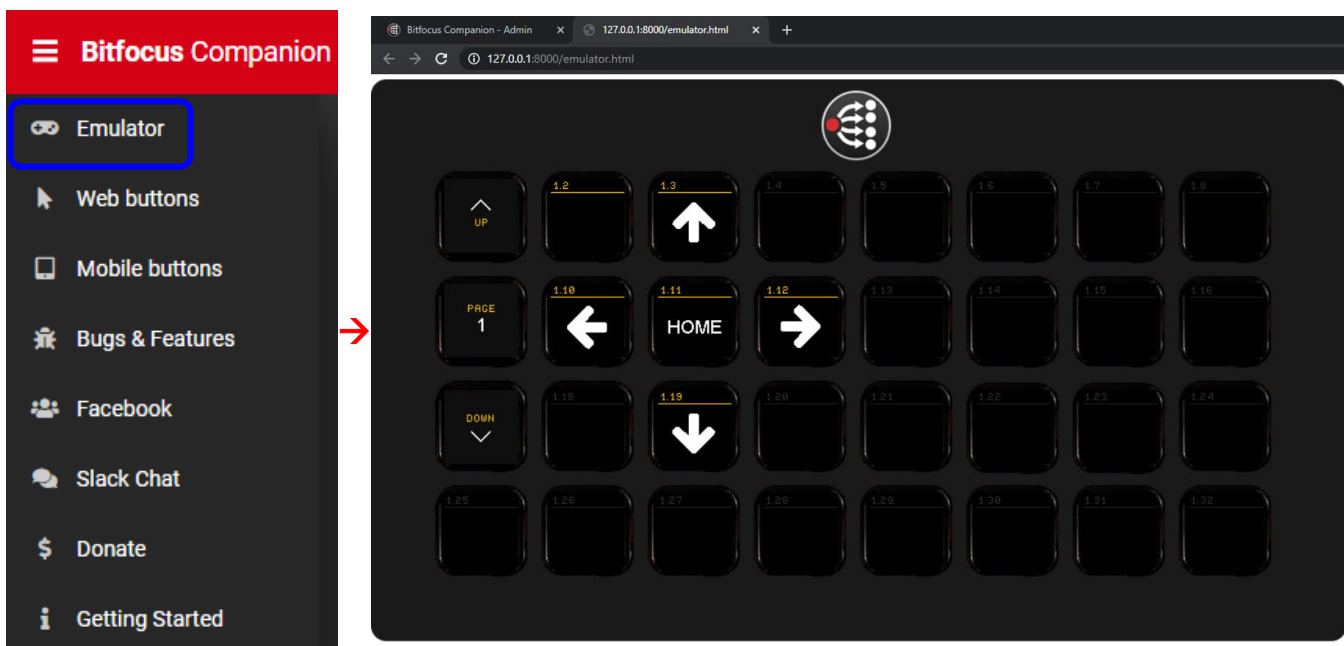 Bitfocus Companion
Emulator
Web buttons
Mobile buttons
Bugs & Features
Facebook
Slack Chat
Donate
Getting Started
Bitfocus Companion - Admin
127.0.0.1:8000/emulator.html
127.0.0.1:8000/emulator.html
UP
1.2
1.3
1.4
1.5
1.6
1.7
1.8
PAGE
1
1.10
1.11
HOME
1.12
1.13
1.14
1.15
1.16
DOWN
1.18
1.19
1.20
1.21
1.22
1.23
1.24
1.25
1.26
1.27
1.28
1.29
1.30
1.31
1.32